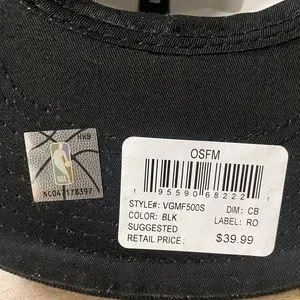 HH9
NC047178397
OSFM
1 95590 68222 1
STYLE#: VGMF500S DIM: CB
COLOR: BLK LABEL: RO
SUGGESTED
RETAIL PRICE: $39.99